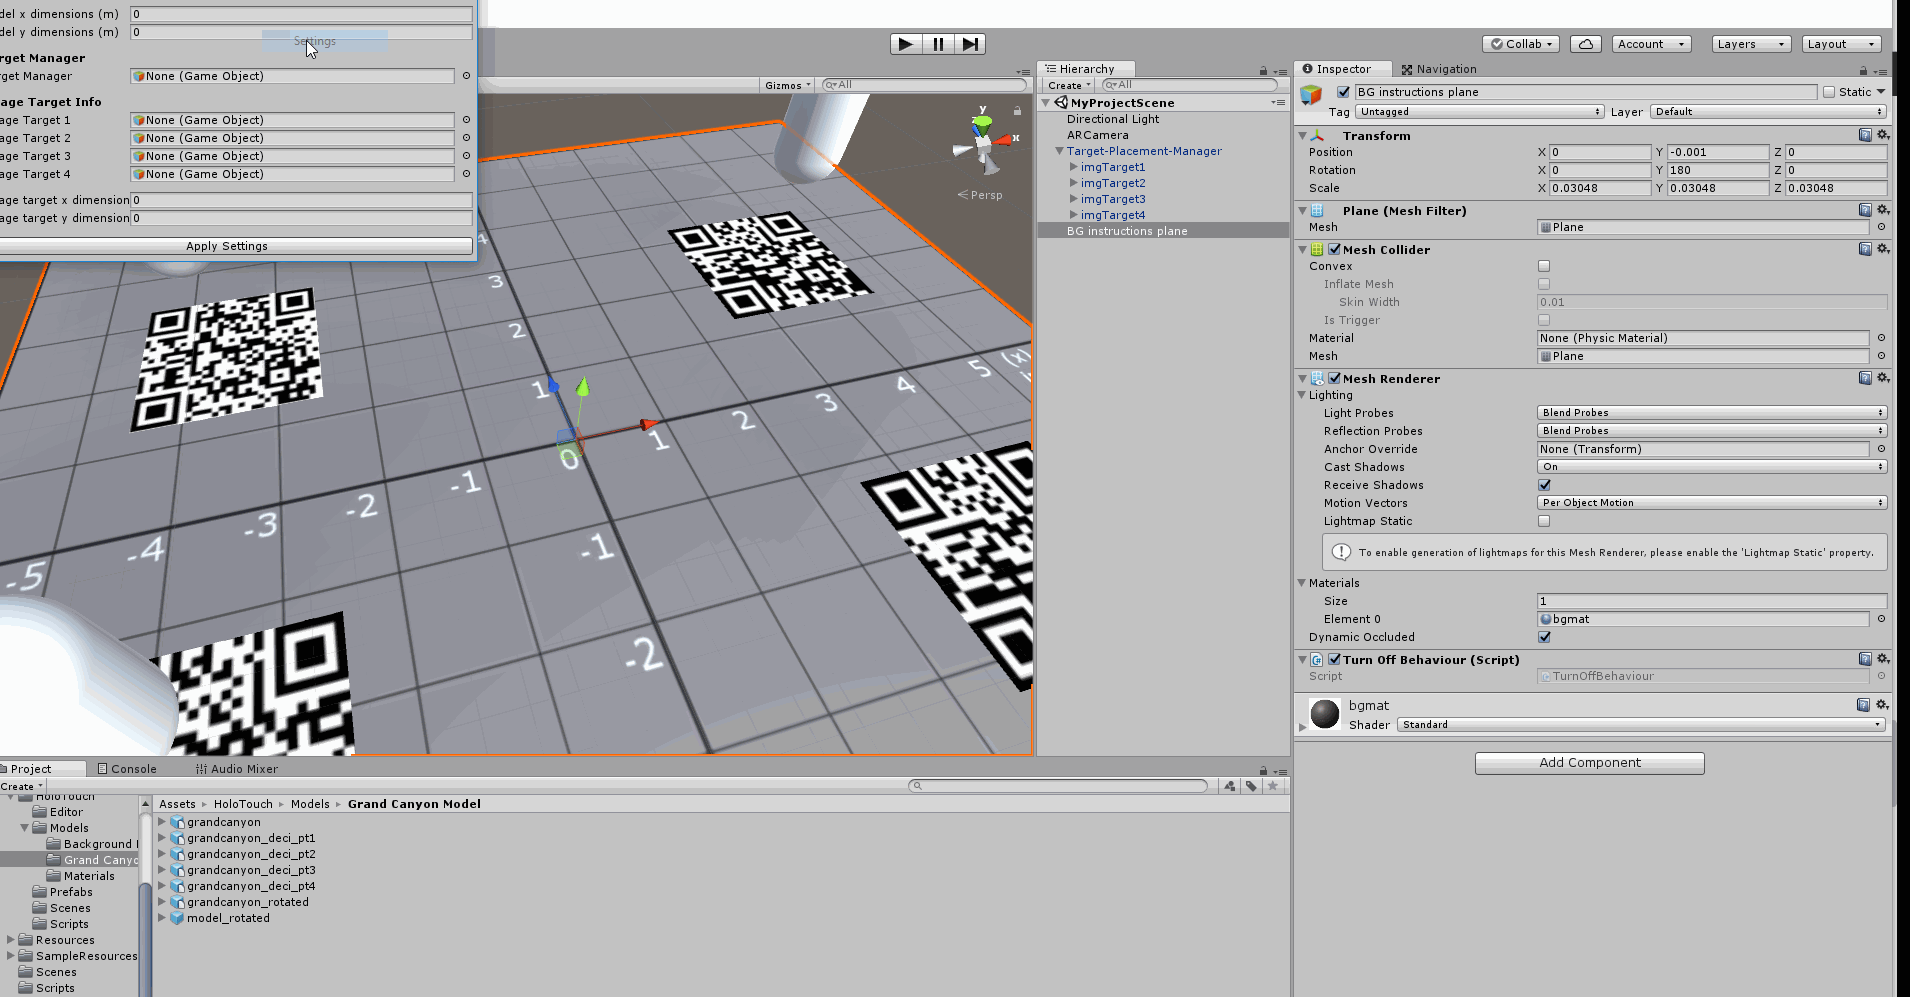 del x dimensions (m) 0
del y dimensions (m) 0
Settings
rget Manager
rget Manager None (Game Object)
age Target Info
age Target 1 None (Game Object)
age Target 2 None (Game Object)
age Target 3 None (Game Object)
age Target 4 None (Game Object)
age target x dimension 0
age target y dimension 0
Apply Settings
Collab
Account
Layers
Layout
Gizmos
All
y
x
Persp
4
3
2
1
0
1
2
3
4
5
(x)
-1
-2
-3
-4
-5
-1
-2
Hierarchy
Create
All
MyProjectScene
Directional Light
ARCamera
Target-Placement-Manager
imgTarget1
imgTarget2
imgTarget3
imgTarget4
BG instructions plane
Inspector Navigation
BG instructions plane Static
Tag Untagged Layer Default
Transform
Position X 0 Y -0.001 Z 0
Rotation X 0 Y 180 Z 0
Scale X 0.03048 Y 0.03048 Z 0.03048
Plane (Mesh Filter)
Mesh Plane
Mesh Collider
Convex
Inflate Mesh
Skin Width 0.01
Is Trigger
Material None (Physic Material)
Mesh Plane
Mesh Renderer
Lighting
Light Probes Blend Probes
Reflection Probes Blend Probes
Anchor Override None (Transform)
Cast Shadows On
Receive Shadows
Motion Vectors Per Object Motion
Lightmap Static
To enable generation of lightmaps for this Mesh Renderer, please enable the 'Lightmap Static' property.
Materials
Size 1
Element 0 bgmat
Dynamic Occluded
Turn Off Behaviour (Script)
Script TurnOffBehaviour
bgmat
Shader Standard
Add Component
Project Console Audio Mixer
Create
HoloTouch
Editor
Models
Background
Grand Canyo
Materials
Prefabs
Scenes
Scripts
Resources
SampleResources
Scenes
Scripts
Assets HoloTouch Models Grand Canyon Model
grandcanyon
grandcanyon_deci_pt1
grandcanyon_deci_pt2
grandcanyon_deci_pt3
grandcanyon_deci_pt4
grandcanyon_rotated
model_rotated